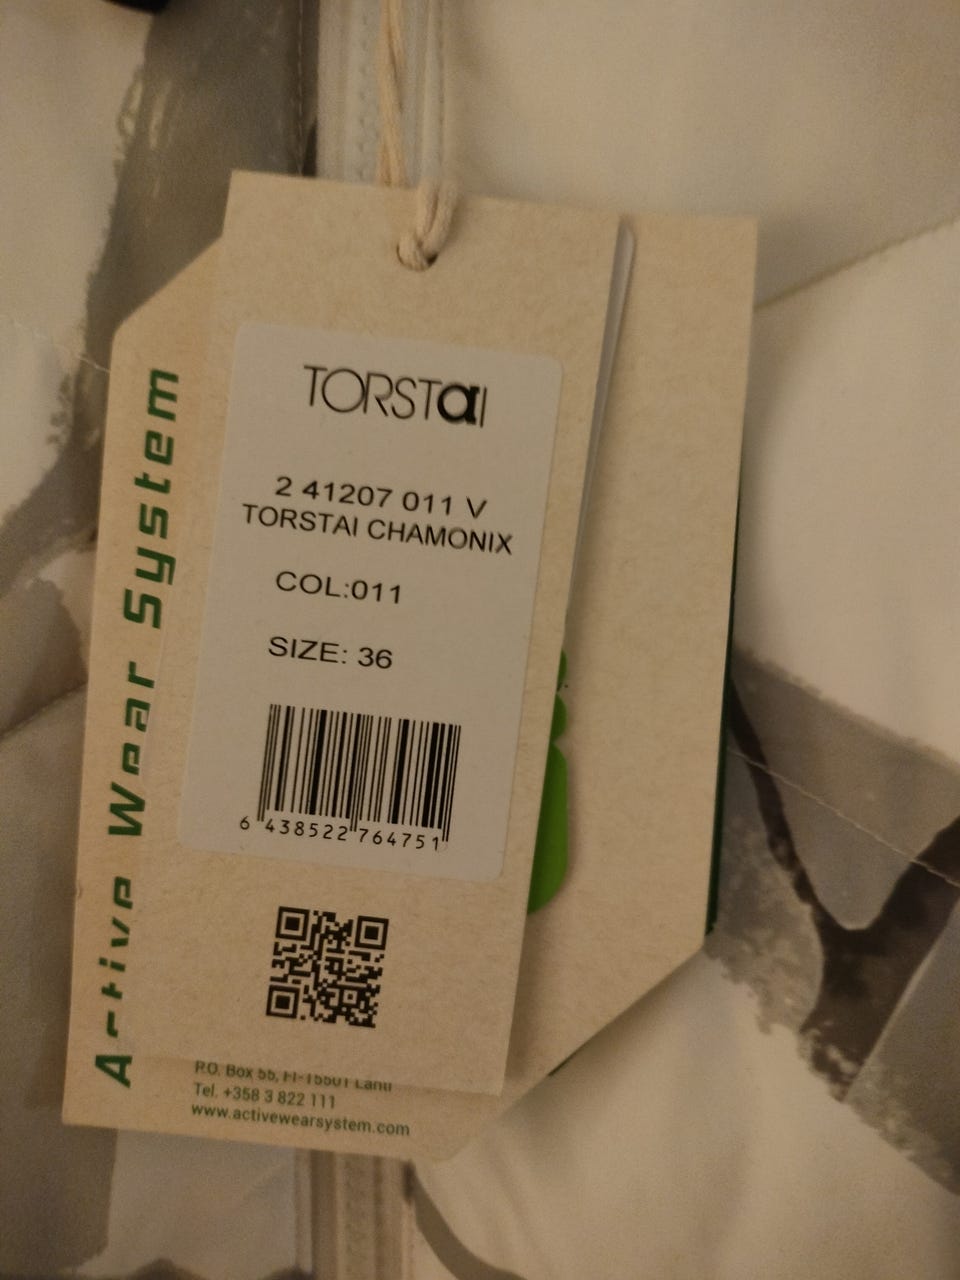 TORSTAI
2 41207 011 V
TORSTAI CHAMONIX
COL:011
SIZE: 36
6 438522 764751
Active Wear System
P.O. Box 55, FI-15501 Lahti
Tel. +358 3 822 111
www.activewearsystem.com